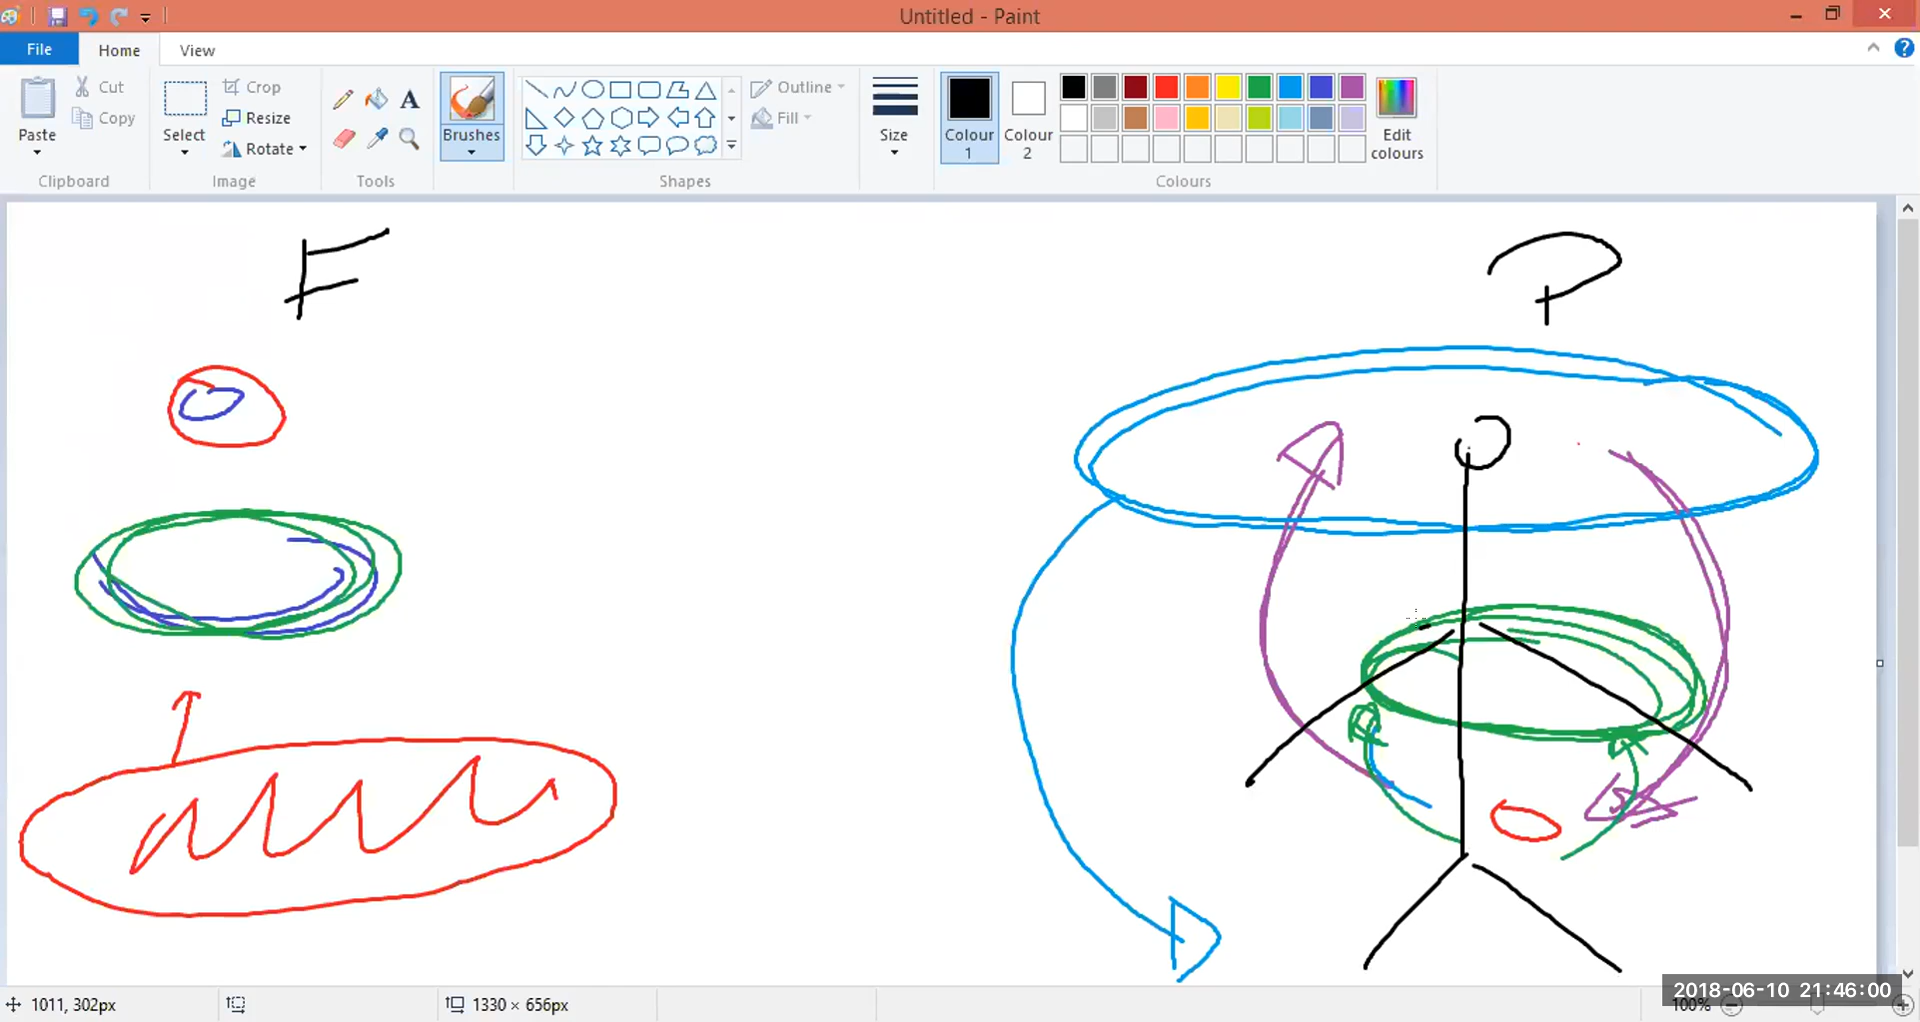 Untitled - Paint
File Home View
Paste
Cut
Copy
Clipboard
Select
Crop
Resize
Rotate
Image
A
Tools
Brushes
Outline
Fill
Shapes
Size
Colour 1
Colour 2
Edit colours
Colours
F
P
1011, 302px
1330 × 656px
100%
2018-06-10 21:46:00